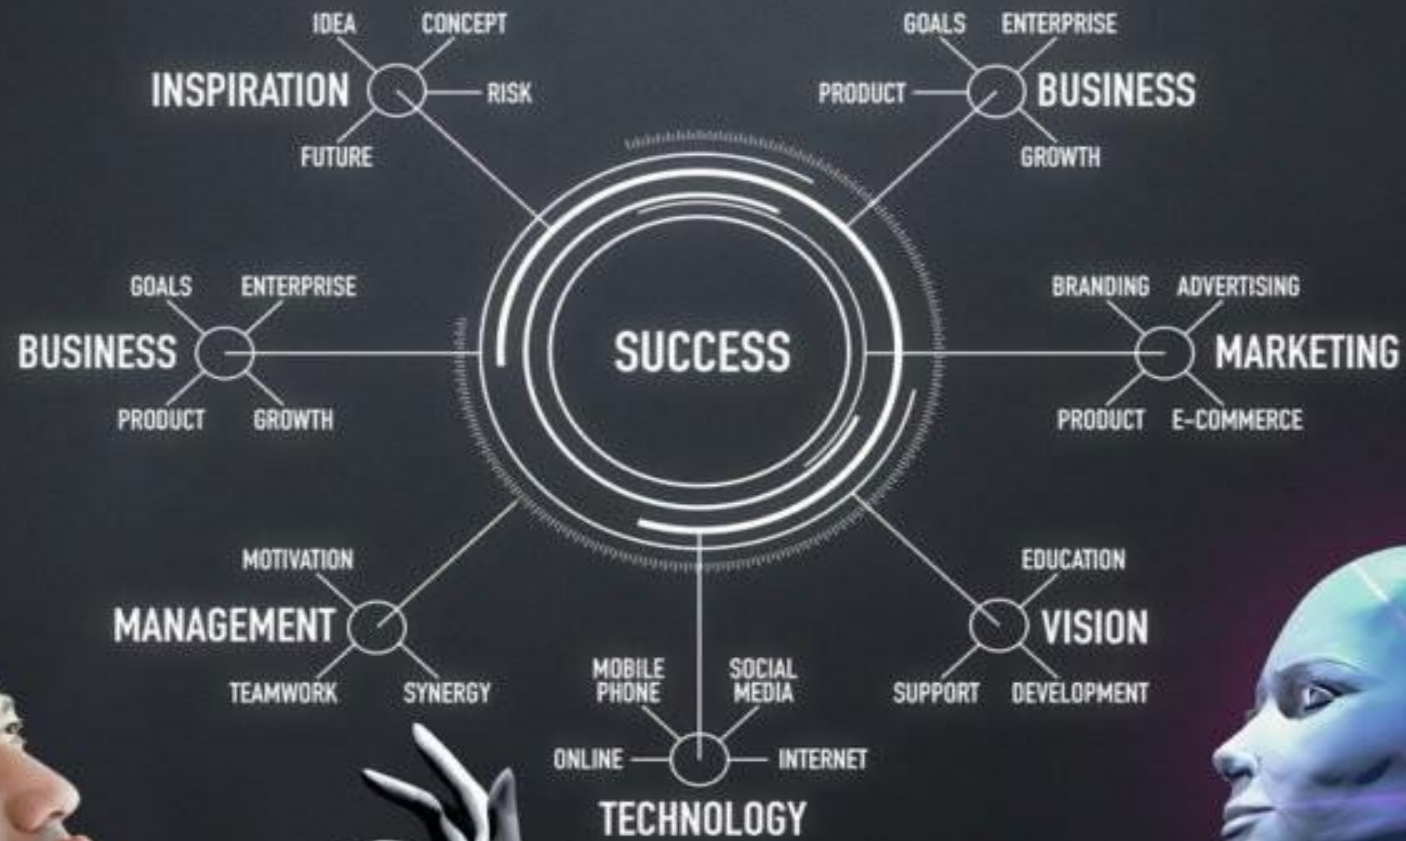 IDEA
CONCEPT
INSPIRATION
RISK
FUTURE
GOALS
ENTERPRISE
PRODUCT
BUSINESS
GROWTH
GOALS
ENTERPRISE
BUSINESS
PRODUCT
GROWTH
SUCCESS
BRANDING
ADVERTISING
MARKETING
PRODUCT
E-COMMERCE
MOTIVATION
MANAGEMENT
TEAMWORK
SYNERGY
MOBILE
PHONE
SOCIAL
MEDIA
ONLINE
INTERNET
TECHNOLOGY
EDUCATION
VISION
SUPPORT
DEVELOPMENT